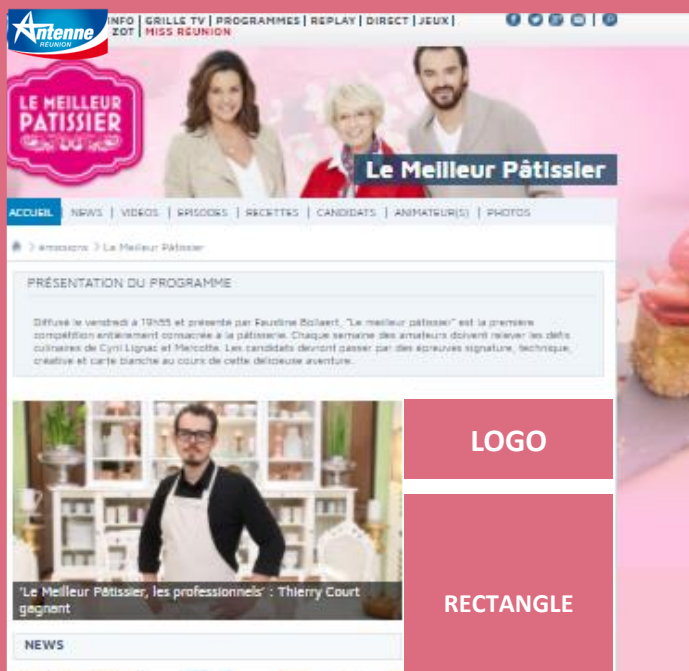 Antenne
RÉUNION
INFO | GRILLE TV | PROGRAMMES | REPLAY | DIRECT | JEUX |
ZOT | MISS RÉUNION
LE MEILLEUR
PATISSIER
Le Meilleur Pâtissier
ACCUEIL | NEWS | VIDEOS | EPISODES | RECETTES | CANDIDATS | ANIMATEUR(S) | PHOTOS
> émissions > Le Meilleur Pâtissier
PRÉSENTATION DU PROGRAMME
Diffusé le vendredi à 19h55 et présenté par Faustine Bollaert, "Le meilleur pâtissier" est la première
compétition entièrement consacrée à la pâtisserie. Chaque semaine des amateurs doivent relever les défis
culinaires de Cyril Lignac et Mercotte. Les candidats devront passer par des épreuves signature, technique,
créative et carte blanche au cours de cette délicieuse aventure.
LOGO
'Le Meilleur Pâtissier, les professionnels' : Thierry Court
gagnant
RECTANGLE
NEWS